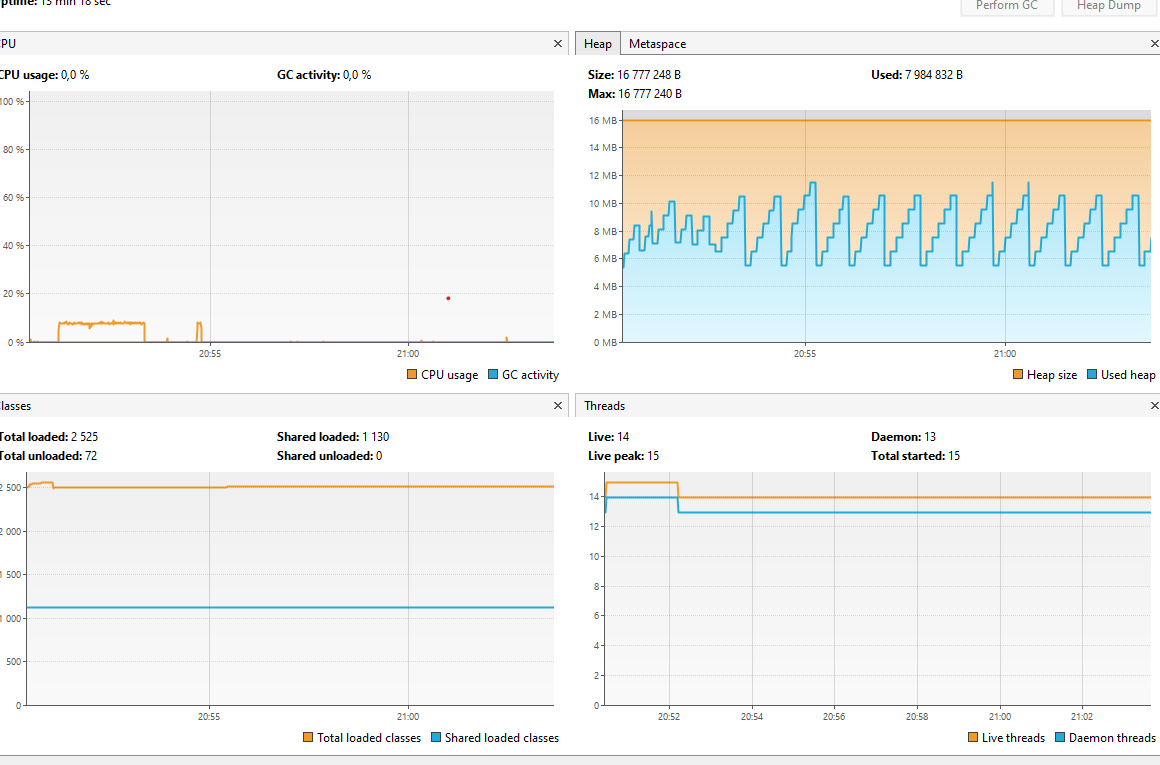 ptime: 13 min 18 sec
Perform GC Heap Dump
PU
CPU usage: 0,0 % GC activity: 0,0 %
100 %
80 %
60 %
40 %
20 %
0 %
20:55 21:00
CPU usage GC activity
Heap Metaspace
Size: 16 777 248 B Used: 7 984 832 B
Max: 16 777 240 B
16 MB
14 MB
12 MB
10 MB
8 MB
6 MB
4 MB
2 MB
0 MB
20:55 21:00
Heap size Used heap
Classes
Total loaded: 2 525 Shared loaded: 1 130
Total unloaded: 72 Shared unloaded: 0
2 500
2 000
1 500
1 000
500
0
20:55 21:00
Total loaded classes Shared loaded classes
Threads
Live: 14 Daemon: 13
Live peak: 15 Total started: 15
14
12
10
8
6
4
2
0
20:52 20:54 20:56 20:58 21:00 21:02
Live threads Daemon threads